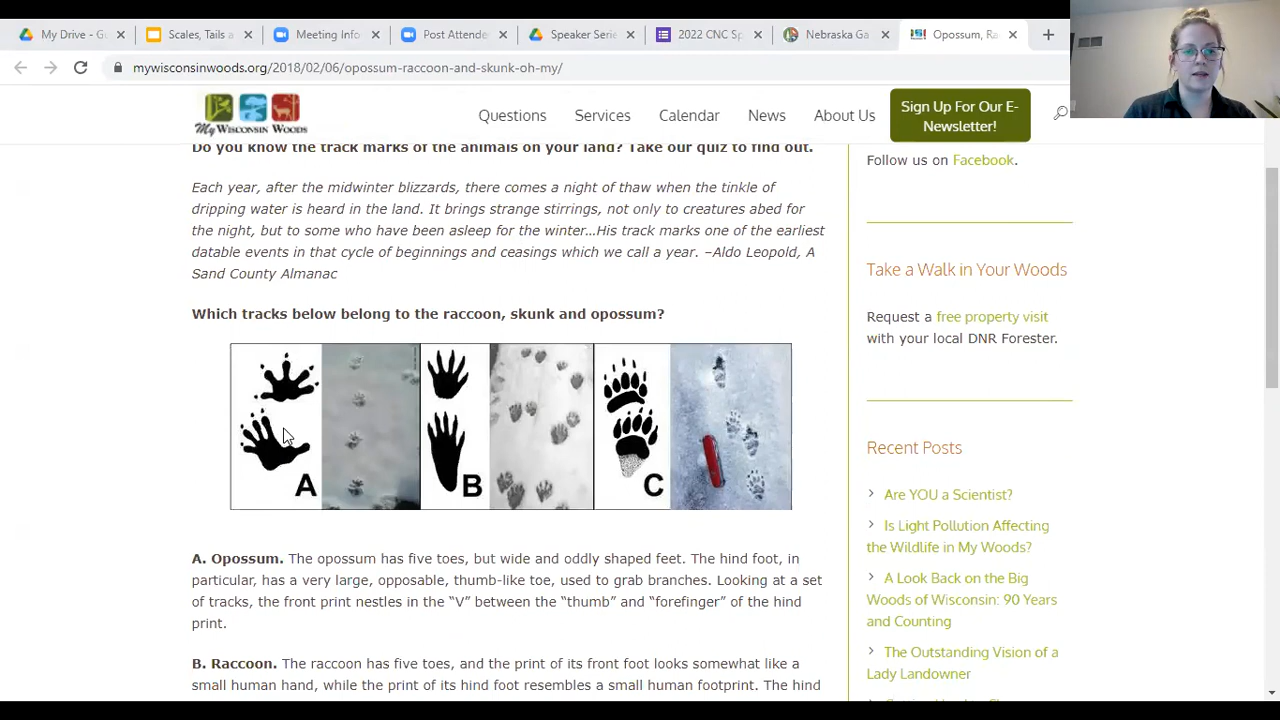 My Drive - G
Scales, Tails a
Meeting Info
Post Attende
Speaker Serie
2022 CNC Sp
Nebraska Ga
Opossum, Ra
mywisconsinwoods.org/2018/02/06/opossum-raccoon-and-skunk-oh-my/
My Wisconsin Woods
Questions
Services
Calendar
News
About Us
Sign Up For Our E-
Newsletter!
Do you know the track marks of the animals on your land? Take our quiz to find out.
Each year, after the midwinter blizzards, there comes a night of thaw when the tinkle of
dripping water is heard in the land. It brings strange stirrings, not only to creatures abed for
the night, but to some who have been asleep for the winter…His track marks one of the earliest
datable events in that cycle of beginnings and ceasings which we call a year. –Aldo Leopold, A
Sand County Almanac
Which tracks below belong to the raccoon, skunk and opossum?
A
B
C
A. Opossum. The opossum has five toes, but wide and oddly shaped feet. The hind foot, in
particular, has a very large, opposable, thumb-like toe, used to grab branches. Looking at a set
of tracks, the front print nestles in the “V” between the “thumb” and “forefinger” of the hind
print.
B. Raccoon. The raccoon has five toes, and the print of its front foot looks somewhat like a
small human hand, while the print of its hind foot resembles a small human footprint. The hind
Follow us on Facebook.
Take a Walk in Your Woods
Request a free property visit
with your local DNR Forester.
Recent Posts
Are YOU a Scientist?
Is Light Pollution Affecting
the Wildlife in My Woods?
A Look Back on the Big
Woods of Wisconsin: 90 Years
and Counting
The Outstanding Vision of a
Lady Landowner